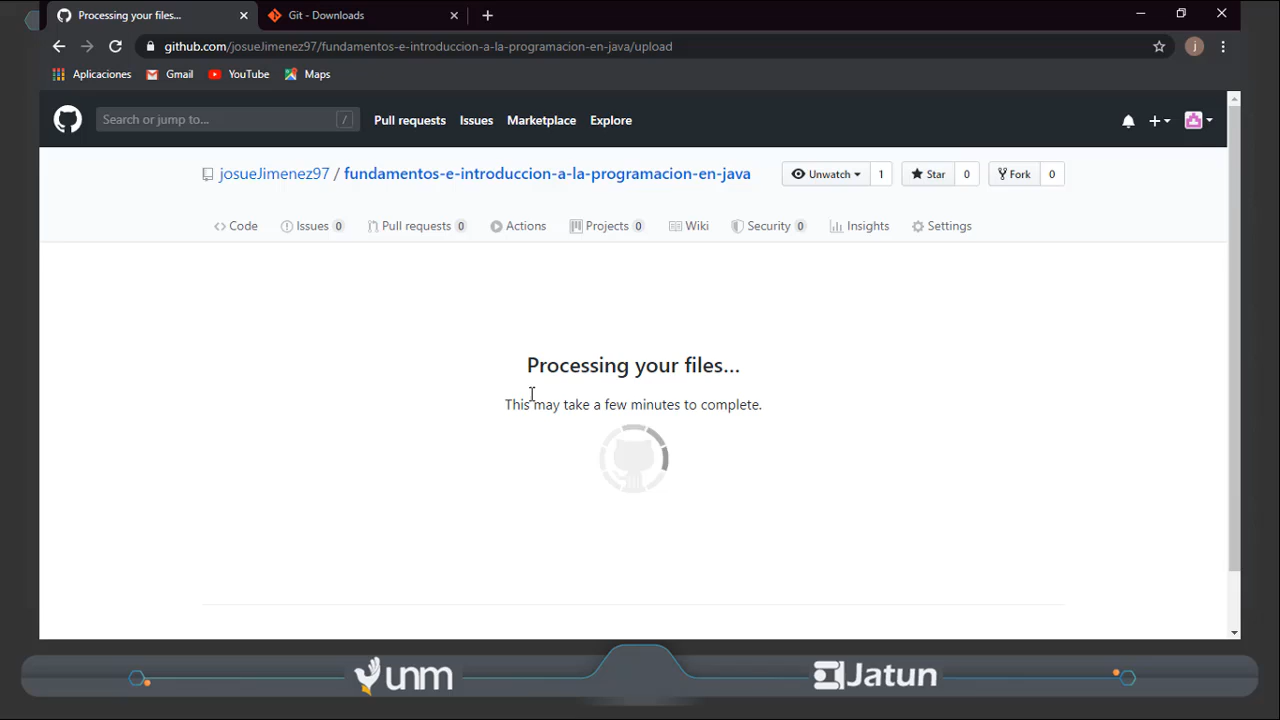 Processing your files...
Git - Downloads
github.com/josueJimenez97/fundamentos-e-introduccion-a-la-programacion-en-java/upload
j
Aplicaciones
Gmail
YouTube
Maps
Search or jump to...
/
Pull requests
Issues
Marketplace
Explore
josueJimenez97 / fundamentos-e-introduccion-a-la-programacion-en-java
Unwatch 1
Star 0
Fork 0
Code
Issues 0
Pull requests 0
Actions
Projects 0
Wiki
Security 0
Insights
Settings
Processing your files...
This may take a few minutes to complete.
unm
Jatun